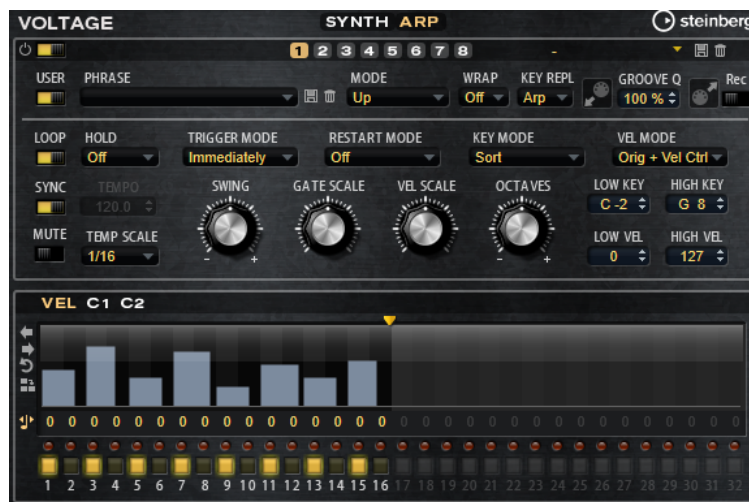 VOLTAGE SYNTH ARP steinberg
1 2 3 4 5 6 7 8 -
USER PHRASE MODE WRAP KEY REPL GROOVE Q Rec
Up Off Arp 100 %
LOOP HOLD TRIGGER MODE RESTART MODE KEY MODE VEL MODE
Off Immediately Off Sort Orig + Vel Ctrl
SYNC TEMPO SWING GATE SCALE VEL SCALE OCTAVES LOW KEY HIGH KEY
120.0 C -2 G 8
MUTE TEMP SCALE LOW VEL HIGH VEL
1/16 - + - + 0 127
VEL C1 C2
0 0 0 0 0 0 0 0 0 0 0 0 0 0 0 0 0 0 0 0 0 0 0 0 0 0 0 0 0 0 0 0
1 2 3 4 5 6 7 8 9 10 11 12 13 14 15 16 17 18 19 20 21 22 23 24 25 26 27 28 29 30 31 32